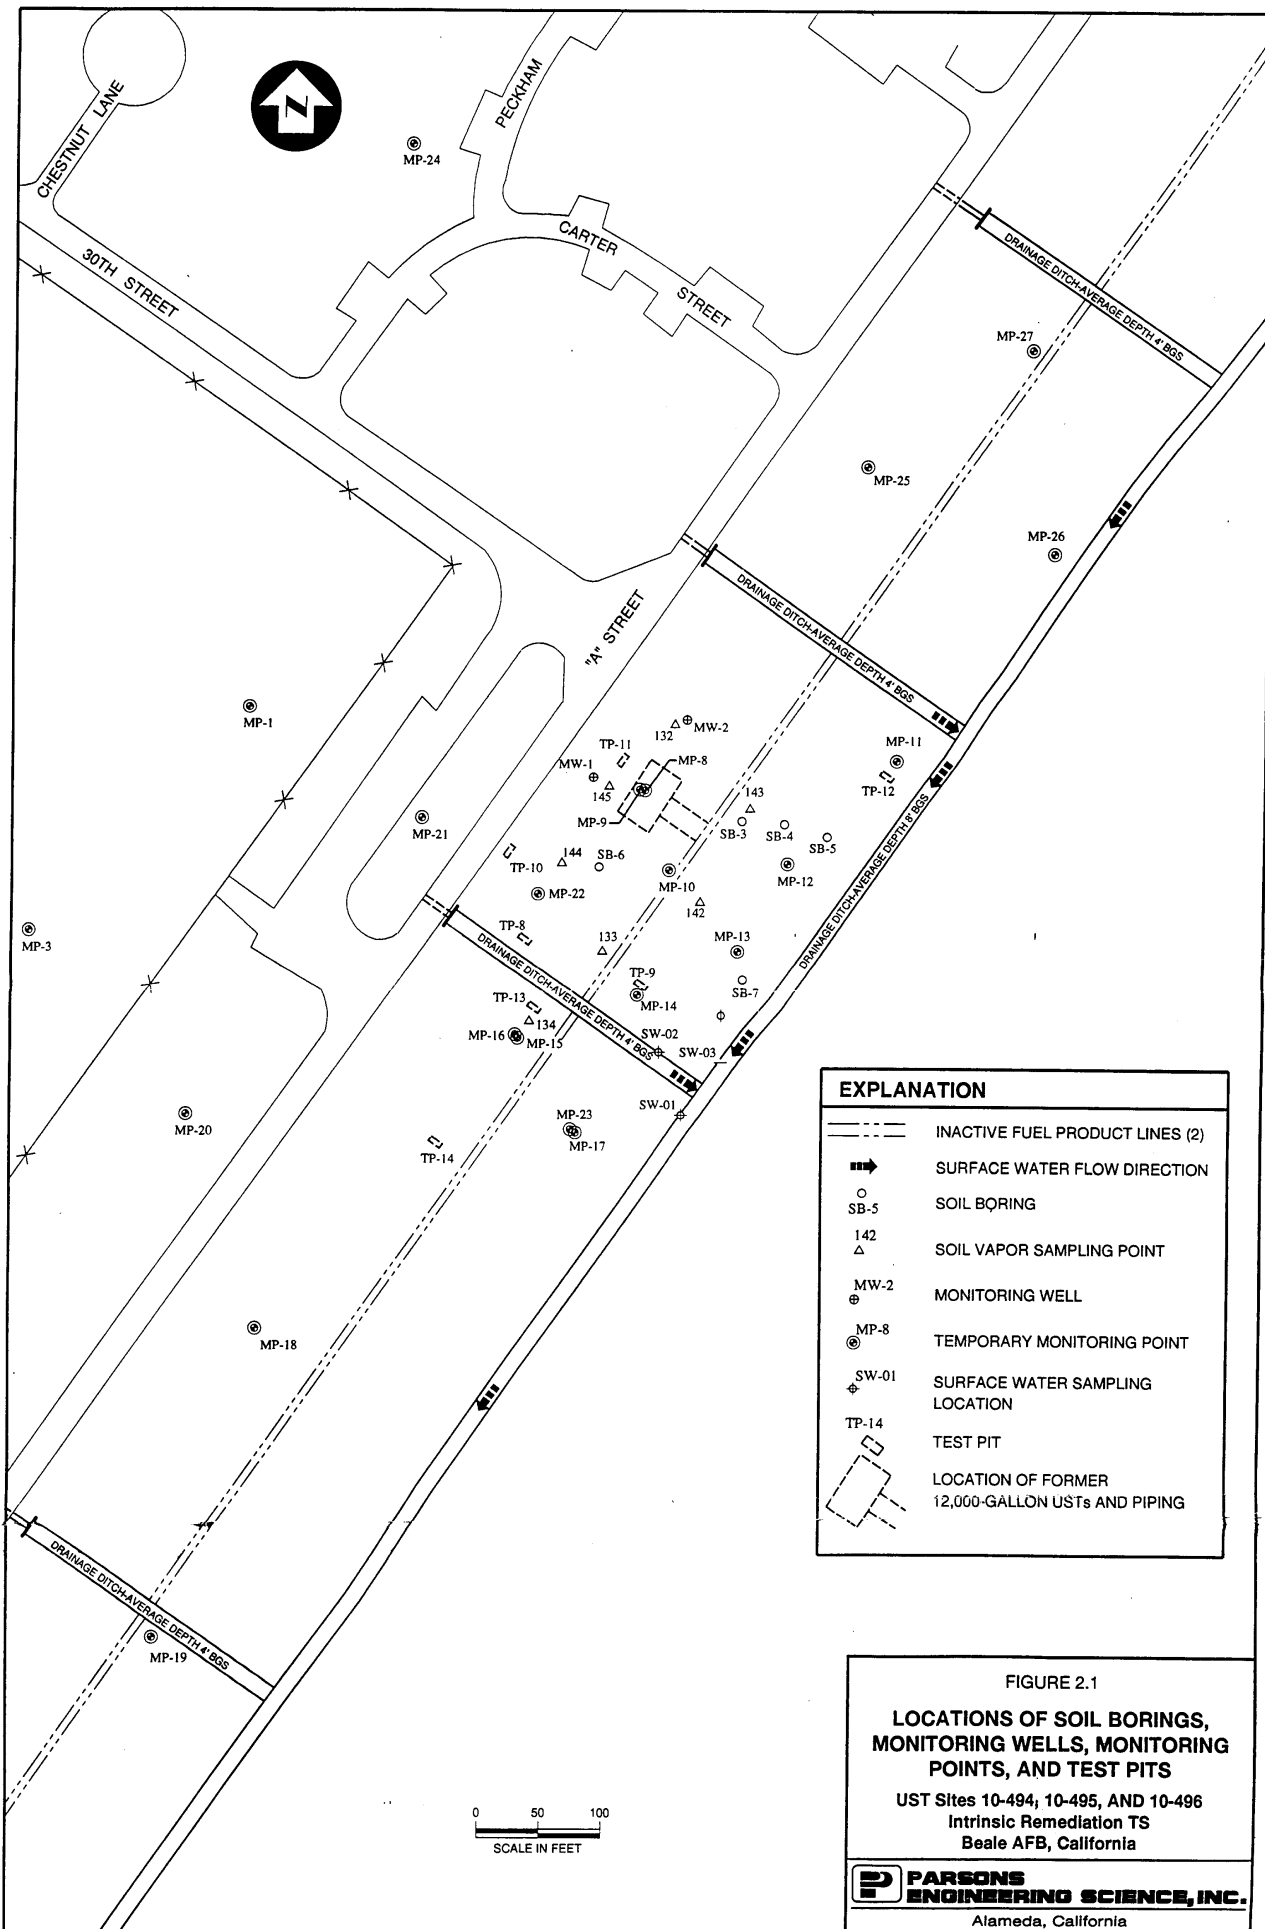 CHESTNUT LANE
N
PECKHAM
MP-24
CARTER
STREET
30TH STREET
DRAINAGE DITCH-AVERAGE DEPTH 4' BGS
MP-27
MP-25
MP-26
"A" STREET
DRAINAGE DITCH-AVERAGE DEPTH 4' BGS
MP-1
132
MW-2
TP-11
MP-8
MW-1
145
MP-9
MP-11
TP-12
143
SB-3
SB-4
SB-5
MP-21
TP-10
144
SB-6
MP-22
MP-10
MP-12
142
DRAINAGE DITCH-AVERAGE DEPTH 8' BGS
MP-3
TP-8
133
MP-13
DRAINAGE DITCH-AVERAGE DEPTH 4' BGS
TP-9
MP-14
SB-7
TP-13
134
MP-16
MP-15
SW-02
SW-03
SW-01
MP-20
MP-23
MP-17
TP-14
MP-18
DRAINAGE DITCH-AVERAGE DEPTH 4' BGS
MP-19
EXPLANATION
INACTIVE FUEL PRODUCT LINES (2)
SURFACE WATER FLOW DIRECTION
SB-5
SOIL BORING
142
SOIL VAPOR SAMPLING POINT
MW-2
MONITORING WELL
MP-8
TEMPORARY MONITORING POINT
SW-01
SURFACE WATER SAMPLING
LOCATION
TP-14
TEST PIT
LOCATION OF FORMER
12,000-GALLON USTs AND PIPING
0 50 100
SCALE IN FEET
FIGURE 2.1
LOCATIONS OF SOIL BORINGS,
MONITORING WELLS, MONITORING
POINTS, AND TEST PITS
UST Sites 10-494; 10-495, AND 10-496
Intrinsic Remediation TS
Beale AFB, California
PARSONS
ENGINEERING SCIENCE, INC.
Alameda, California